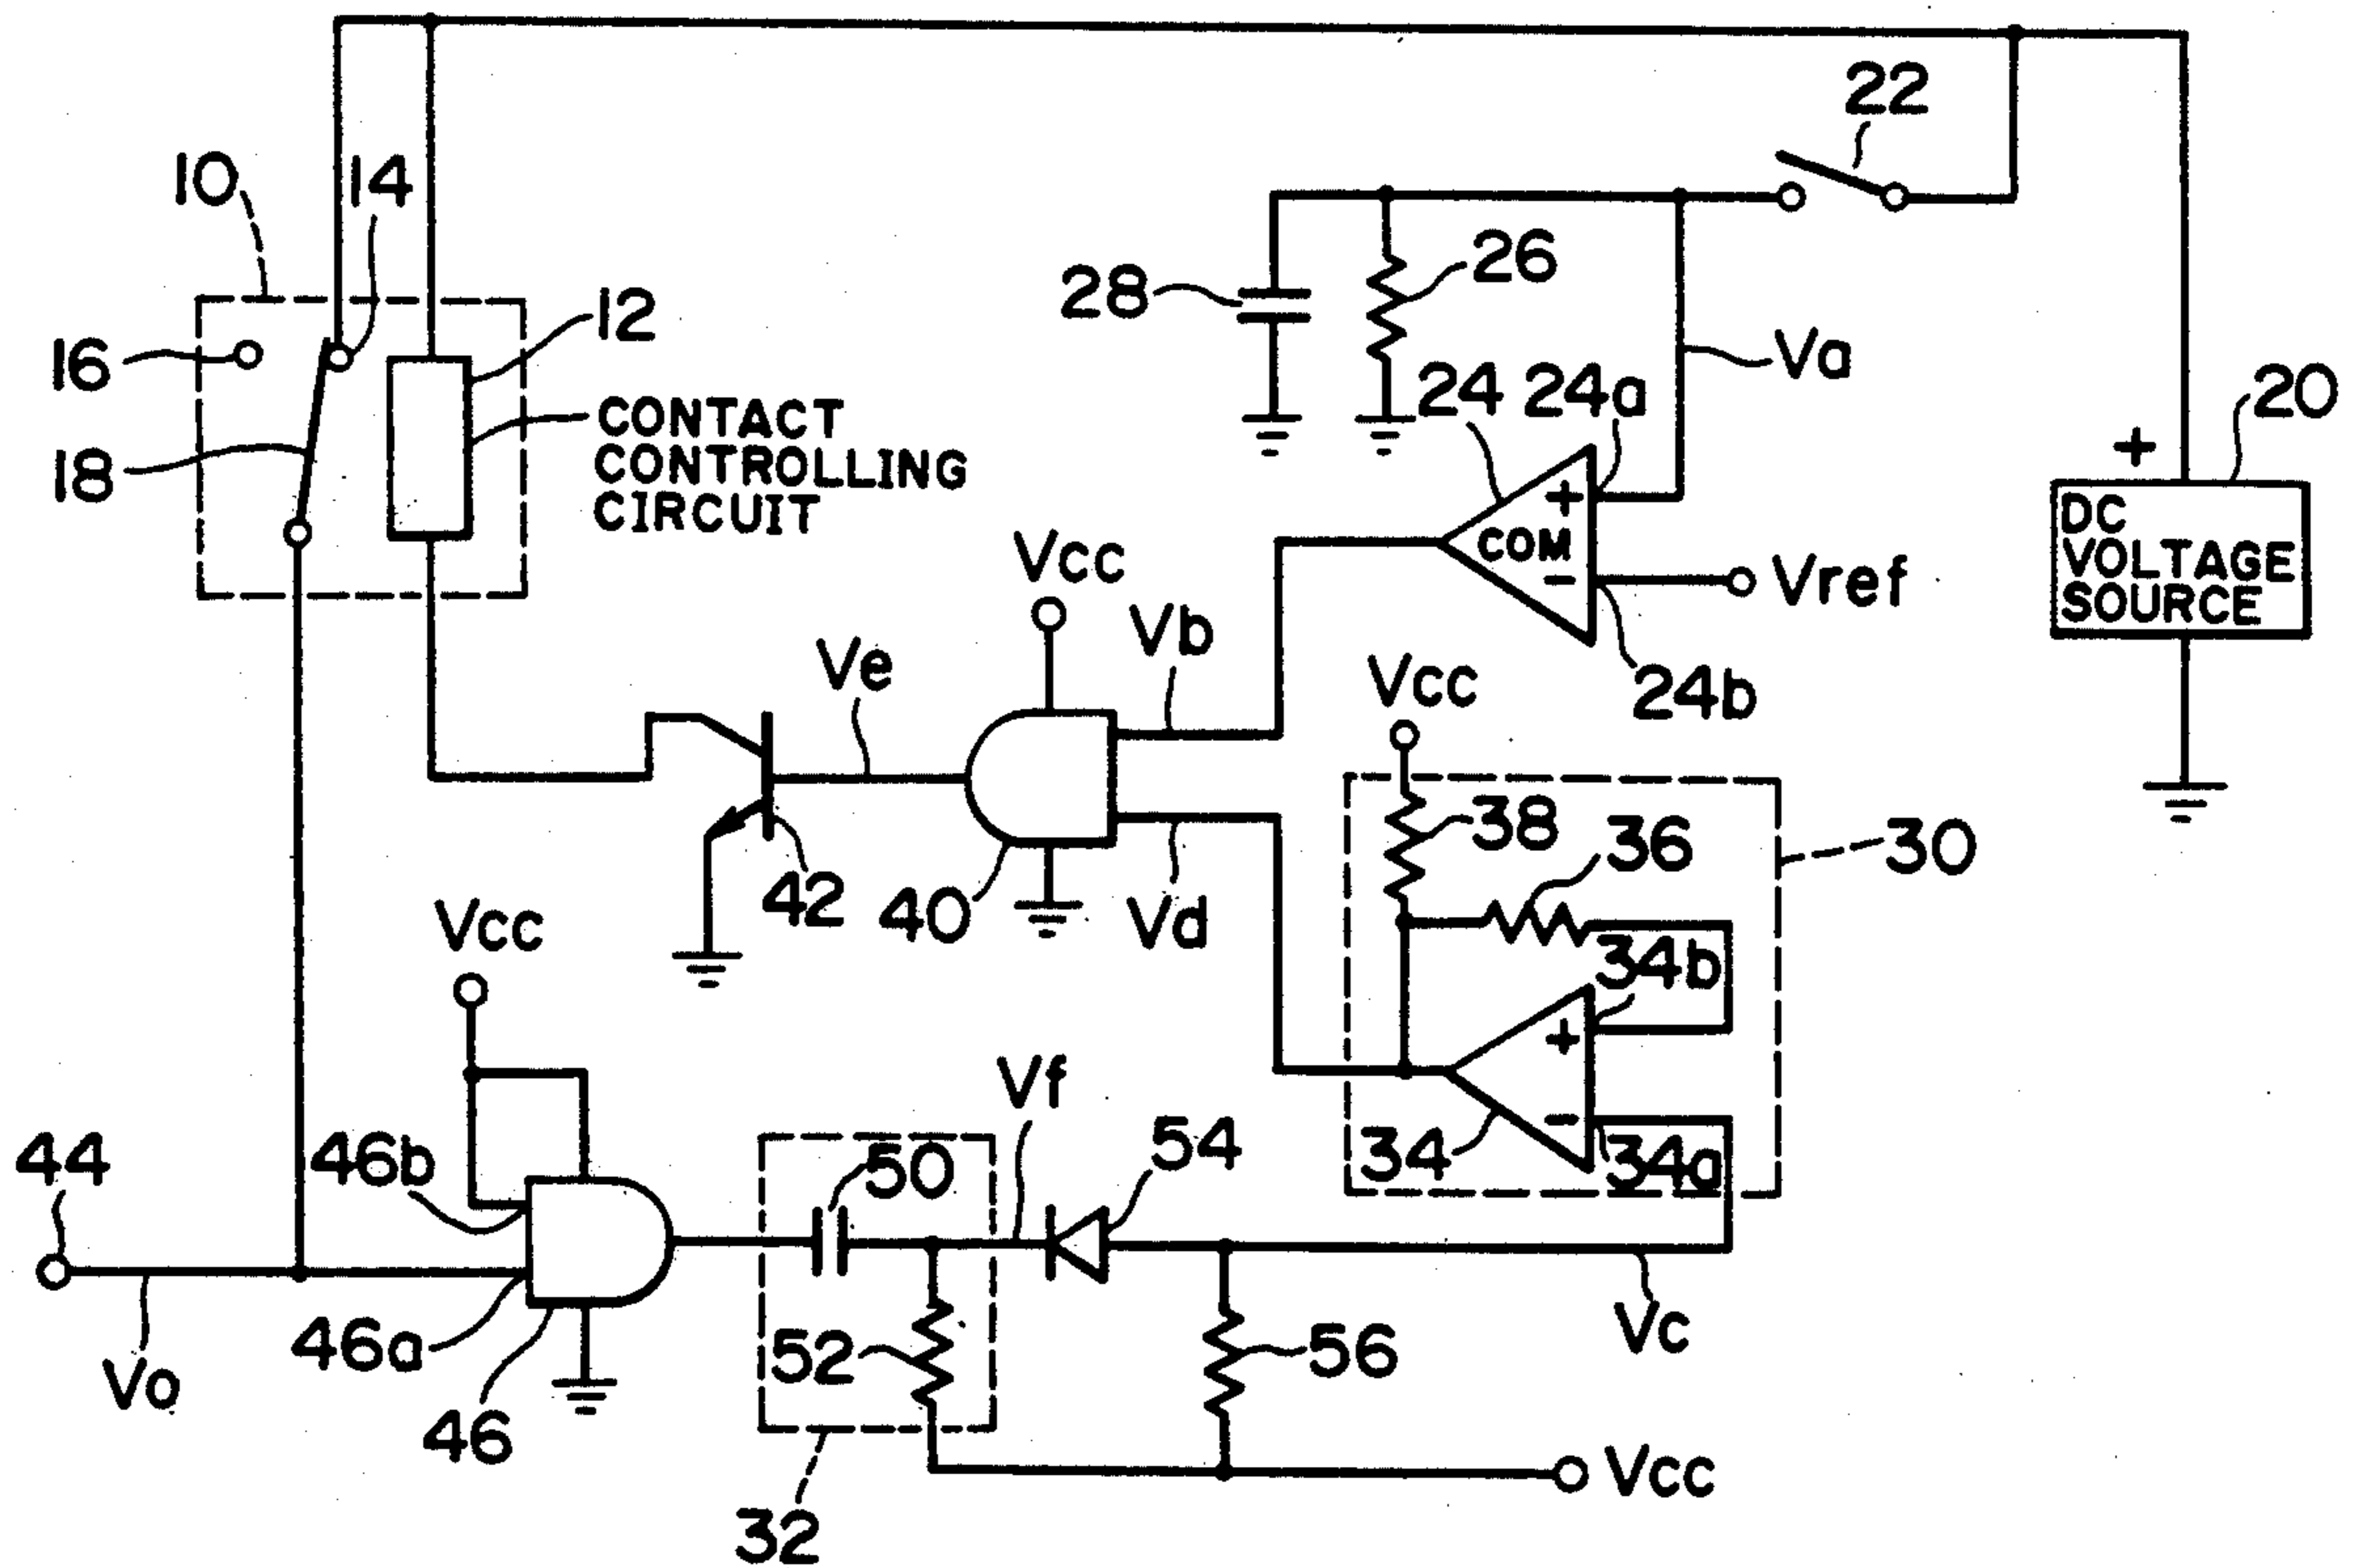 22
10
14
28
26
12
16
Va
24
24a
20
+
CONTACT
CONTROLLING
CIRCUIT
18
+
COM
-
DC
VOLTAGE
SOURCE
Vcc
Vref
Vb
Ve
Vcc
24b
38
36
30
42
40
Vd
Vcc
34b
+
Vf
44
46b
50
54
-
34
34a
Vc
46a
52
56
Vo
46
Vcc
32